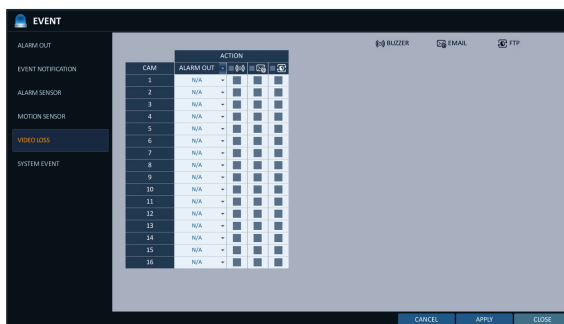 EVENT
ALARM OUT
EVENT NOTIFICATION
ALARM SENSOR
MOTION SENSOR
VIDEO LOSS
SYSTEM EVENT
BUZZER EMAIL FTP
ACTION
CAM ALARM OUT
1 N/A
2 N/A
3 N/A
4 N/A
5 N/A
6 N/A
7 N/A
8 N/A
9 N/A
10 N/A
11 N/A
12 N/A
13 N/A
14 N/A
15 N/A
16 N/A
CANCEL APPLY CLOSE